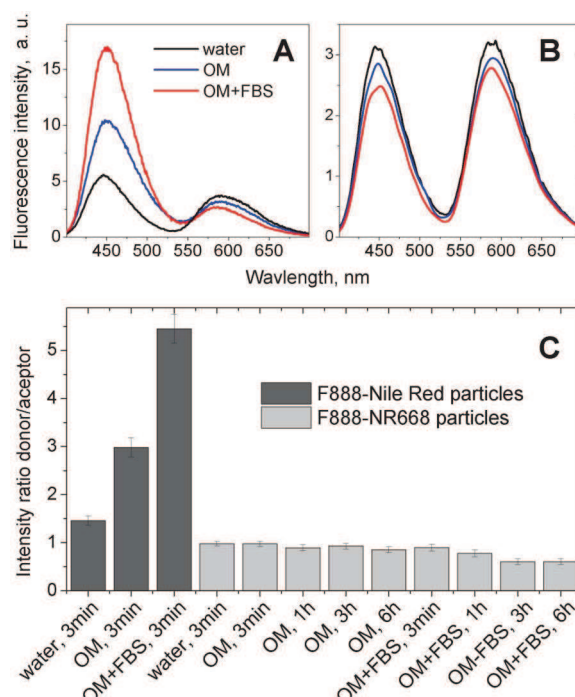 A
B
water
OM
OM+FBS
Fluorescence intensity, a. u.
15
10
5
0
3
2
1
0
450 500 550 600 650
450 500 550 600 650
Wavlength, nm
C
F888-Nile Red particles
F888-NR668 particles
Intensity ratio donor/aceptor
5
4
3
2
1
0
water, 3min
OM, 3min
OM+FBS, 3min
water, 3min
OM, 3min
OM, 1h
OM, 3h
OM, 6h
OM+FBS, 3min
OM+FBS, 1h
OM-FBS, 3h
OM+FBS, 6h